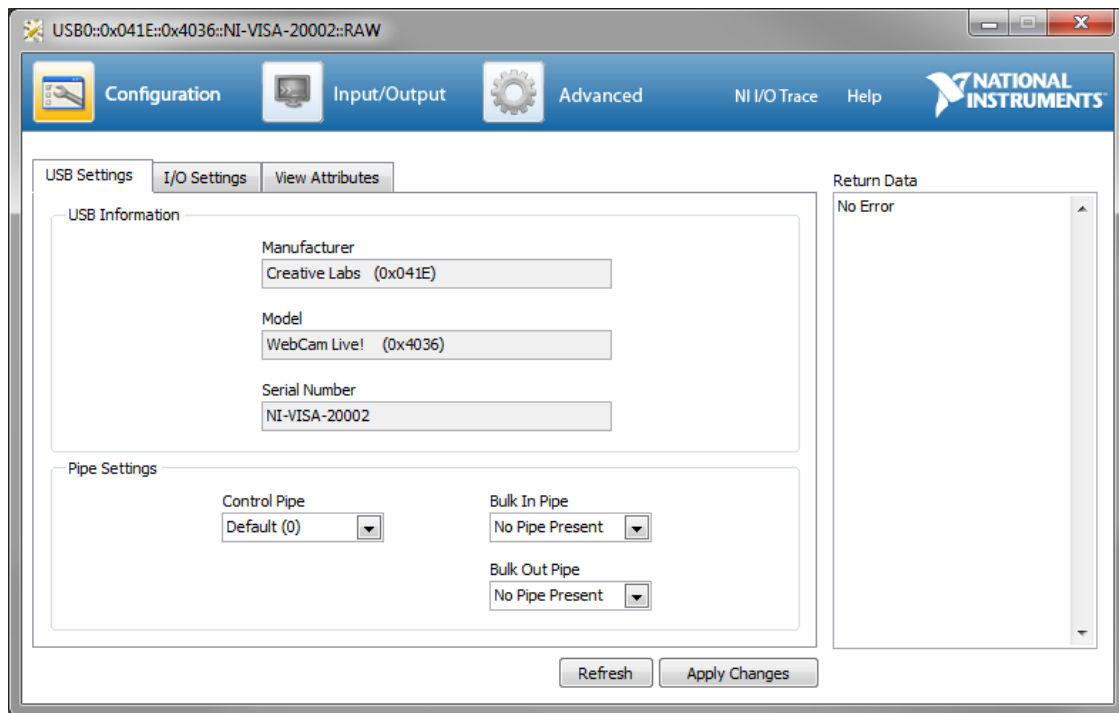 USB0::0x041E::0x4036::NI-VISA-20002::RAW
Configuration
Input/Output
Advanced
NI I/O Trace
Help
NATIONAL
INSTRUMENTS
USB Settings
I/O Settings
View Attributes
Return Data
No Error
USB Information
Manufacturer
Creative Labs (0x041E)
Model
WebCam Live! (0x4036)
Serial Number
NI-VISA-20002
Pipe Settings
Control Pipe
Default (0)
Bulk In Pipe
No Pipe Present
Bulk Out Pipe
No Pipe Present
Refresh
Apply Changes